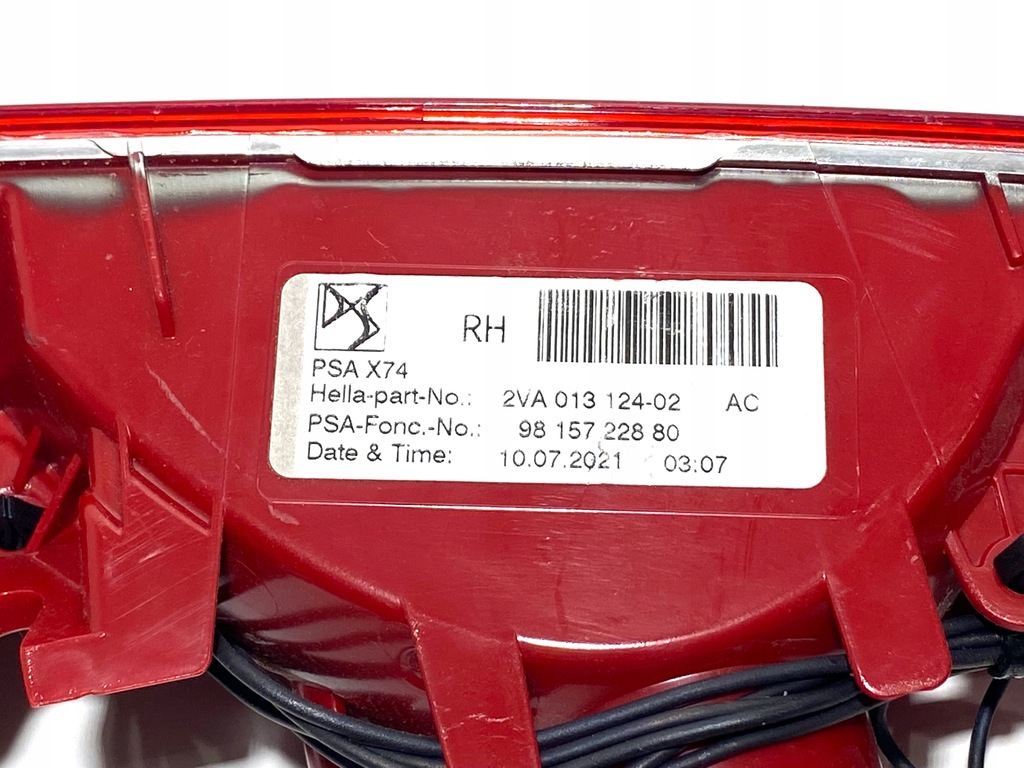 DS
RH
PSA X74
Hella-part-No.: 2VA 013 124-02 AC
PSA-Fonc.-No.: 98 157 228 80
Date & Time: 10.07.2021 03:07